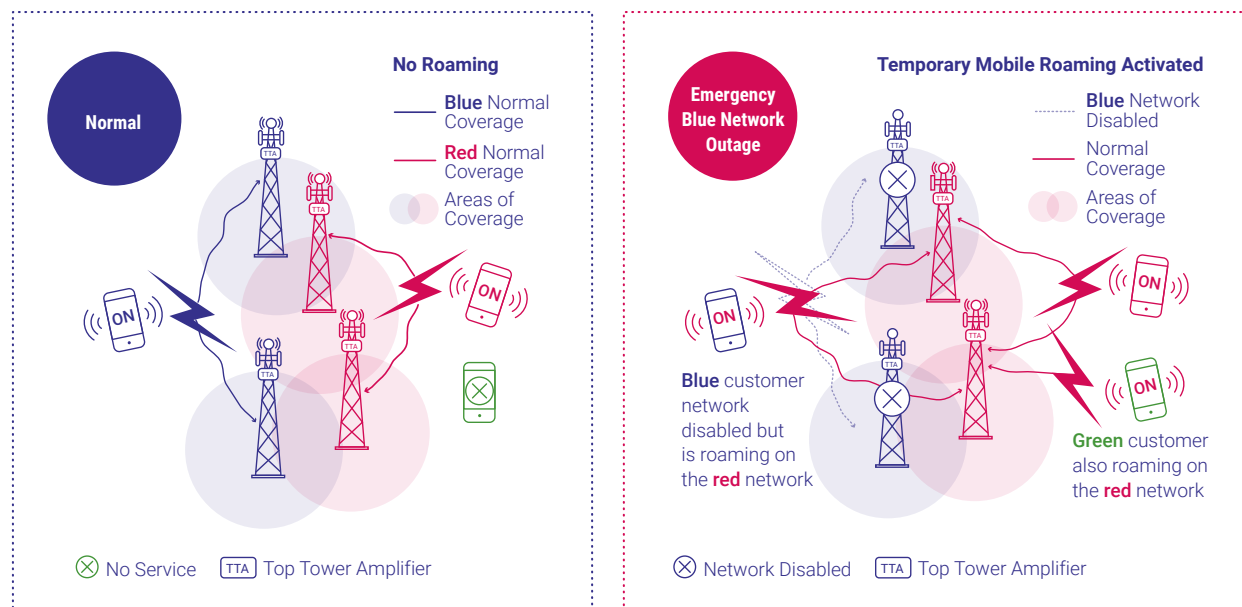 Normal
No Roaming
Blue Normal
Coverage
Red Normal
Coverage
Areas of
Coverage
TTA
TTA
TTA
TTA
ON
ON
No Service
TTA Top Tower Amplifier
Emergency
Blue Network
Outage
Temporary Mobile Roaming Activated
Blue Network
Disabled
Normal
Coverage
Areas of
Coverage
TTA
TTA
TTA
TTA
ON
ON
ON
Blue customer
network
disabled but
is roaming on
the red network
Green customer
also roaming on
the red network
Network Disabled
TTA Top Tower Amplifier